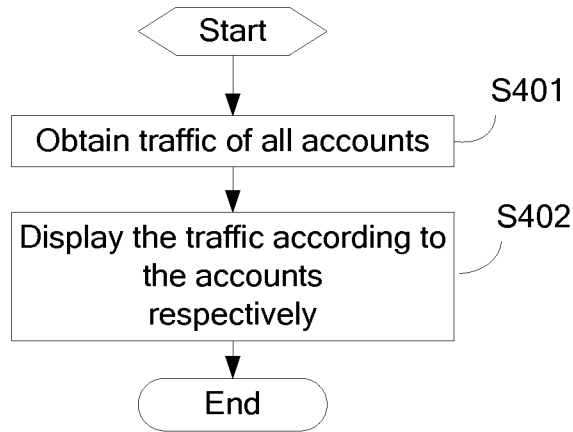 Start
S401
Obtain traffic of all accounts
S402
Display the traffic according to
the accounts
respectively
End